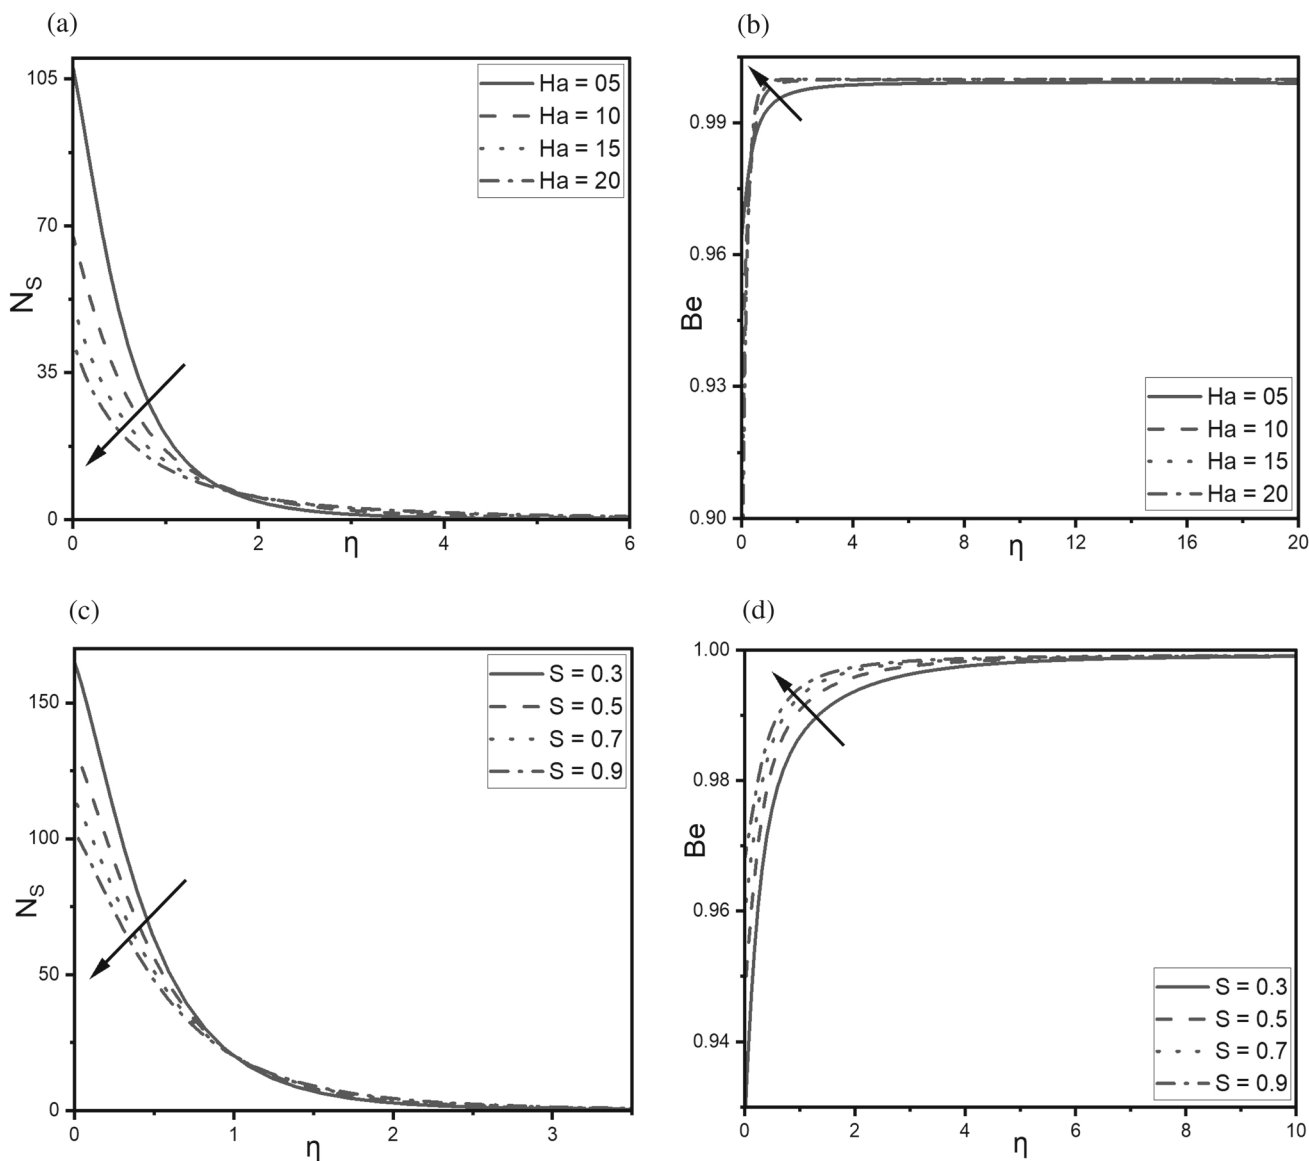 (a)
105
70
35
0
N_S
0
2
4
6
η
Ha = 05
Ha = 10
Ha = 15
Ha = 20
(b)
0.99
0.96
0.93
0.90
Be
0
4
8
12
16
20
η
Ha = 05
Ha = 10
Ha = 15
Ha = 20
(c)
150
100
50
0
N_S
0
1
2
3
η
S = 0.3
S = 0.5
S = 0.7
S = 0.9
(d)
1.00
0.98
0.96
0.94
Be
0
2
4
6
8
10
η
S = 0.3
S = 0.5
S = 0.7
S = 0.9